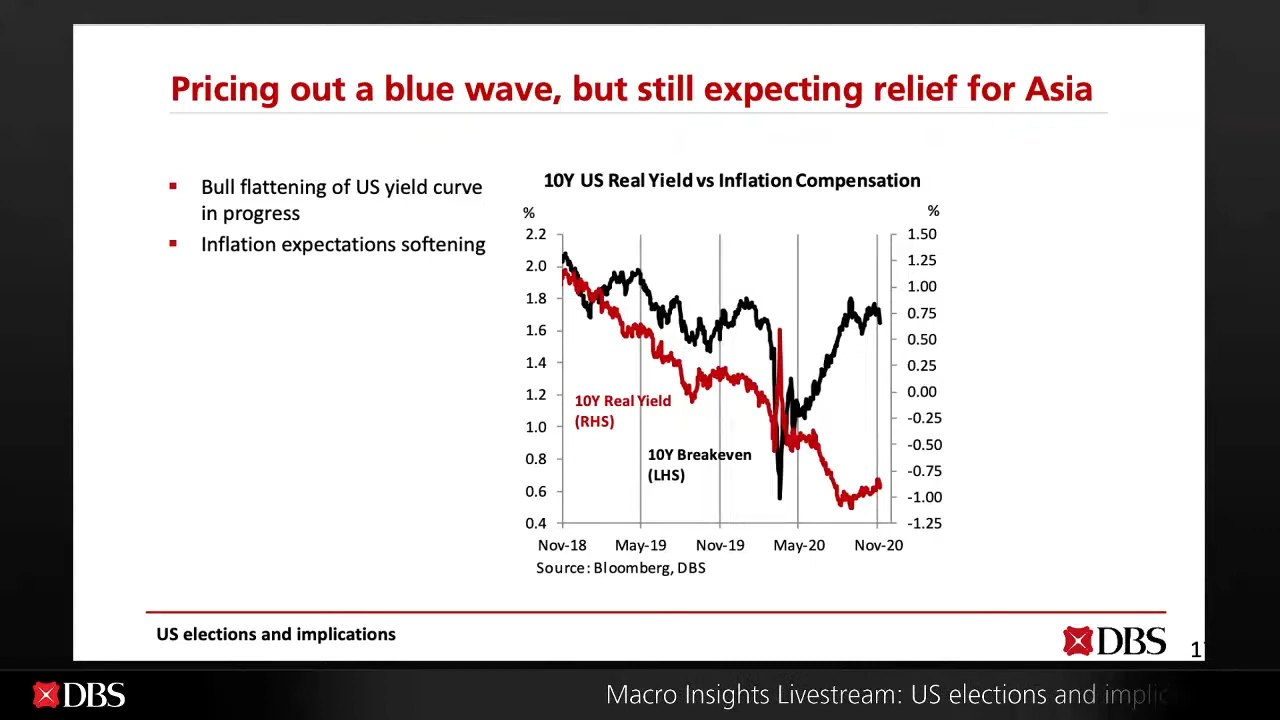 Pricing out a blue wave, but still expecting relief for Asia
Bull flattening of US yield curve
in progress
Inflation expectations softening
10Y US Real Yield vs Inflation Compensation
%
%
2.2
2.0
1.8
1.6
1.4
1.2
1.0
0.8
0.6
0.4
1.50
1.25
1.00
0.75
0.50
0.25
0.00
-0.25
-0.50
-0.75
-1.00
-1.25
10Y Real Yield
(RHS)
10Y Breakeven
(LHS)
Nov-18 May-19 Nov-19 May-20 Nov-20
Source: Bloomberg, DBS
US elections and implications
DBS
DBS
Macro Insights Livestream: US elections and implic